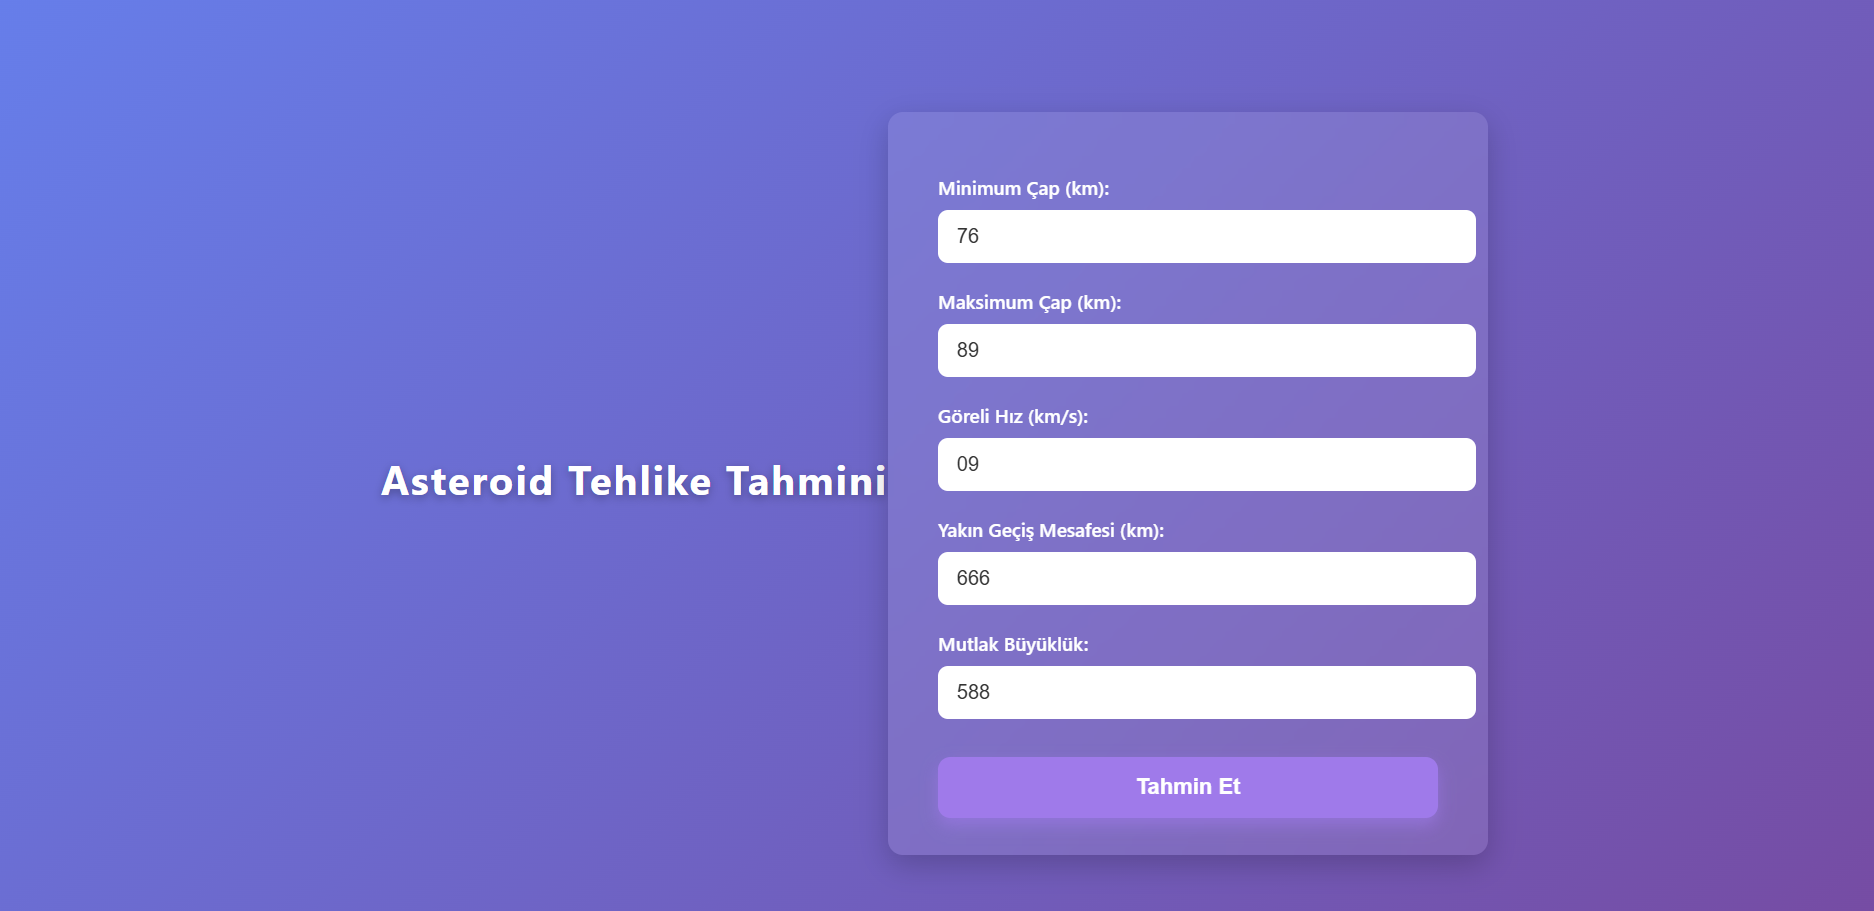 Asteroid Tehlike Tahmini
Minimum Çap (km):
76
Maksimum Çap (km):
89
Göreli Hız (km/s):
09
Yakın Geçiş Mesafesi (km):
666
Mutlak Büyüklük:
588
Tahmin Et